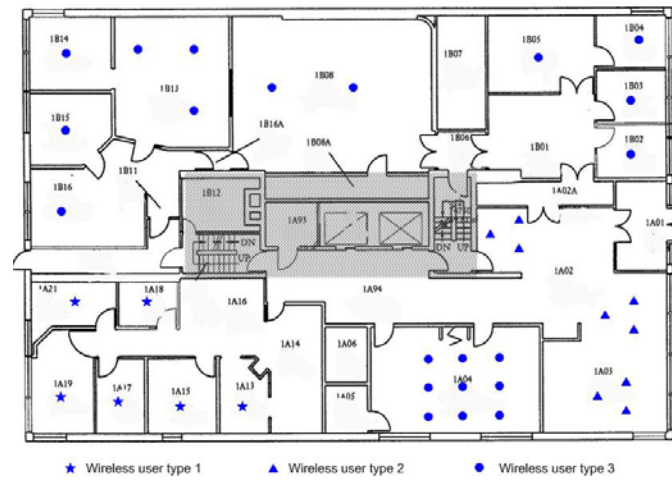 1B14
1B13
1B08
1B07
1B05
1B04
1B03
1B15
1B16A
1B06
1B01
1B02
1B08A
1B11
1B16
1B12
1A02A
1A93
1A01
DN
UP
DN
UP
1A02
1A21
1A18
1A16
1A94
1A14
1A06
1A19
1A17
1A15
1A13
1A04
1A03
1A05
Wireless user type 1
Wireless user type 2
Wireless user type 3